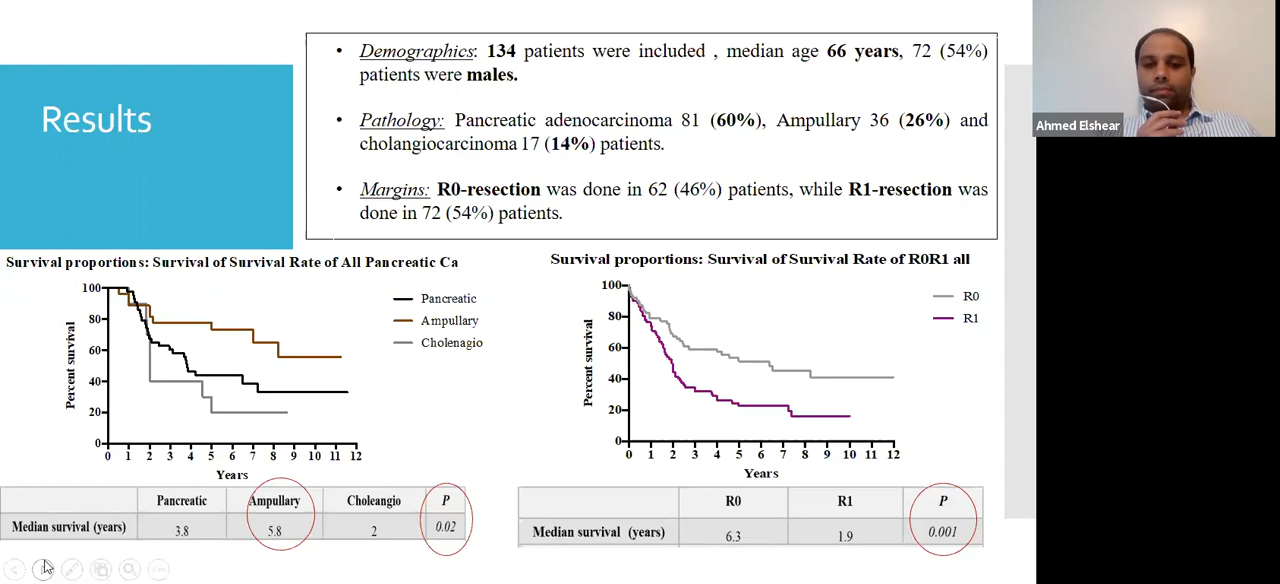 Results
• Demographics: 134 patients were included , median age 66 years, 72 (54%)
patients were males.
• Pathology: Pancreatic adenocarcinoma 81 (60%), Ampullary 36 (26%) and
cholangiocarcinoma 17 (14%) patients.
• Margins: R0-resection was done in 62 (46%) patients, while R1-resection was
done in 72 (54%) patients.
Ahmed Elshear
Survival proportions: Survival of Survival Rate of All Pancreatic Ca
Percent survival
100
80
60
40
20
0
0 1 2 3 4 5 6 7 8 9 10 11 12
Years
Pancreatic
Ampullary
Cholenagio
Pancreatic Ampullary Choleangio P
Median survival (years) 3.8 5.8 2 0.02
Survival proportions: Survival of Survival Rate of R0R1 all
Percent survival
100
80
60
40
20
0
0 1 2 3 4 5 6 7 8 9 10 11 12
Years
R0
R1
R0 R1 P
Median survival (years) 6.3 1.9 0.001